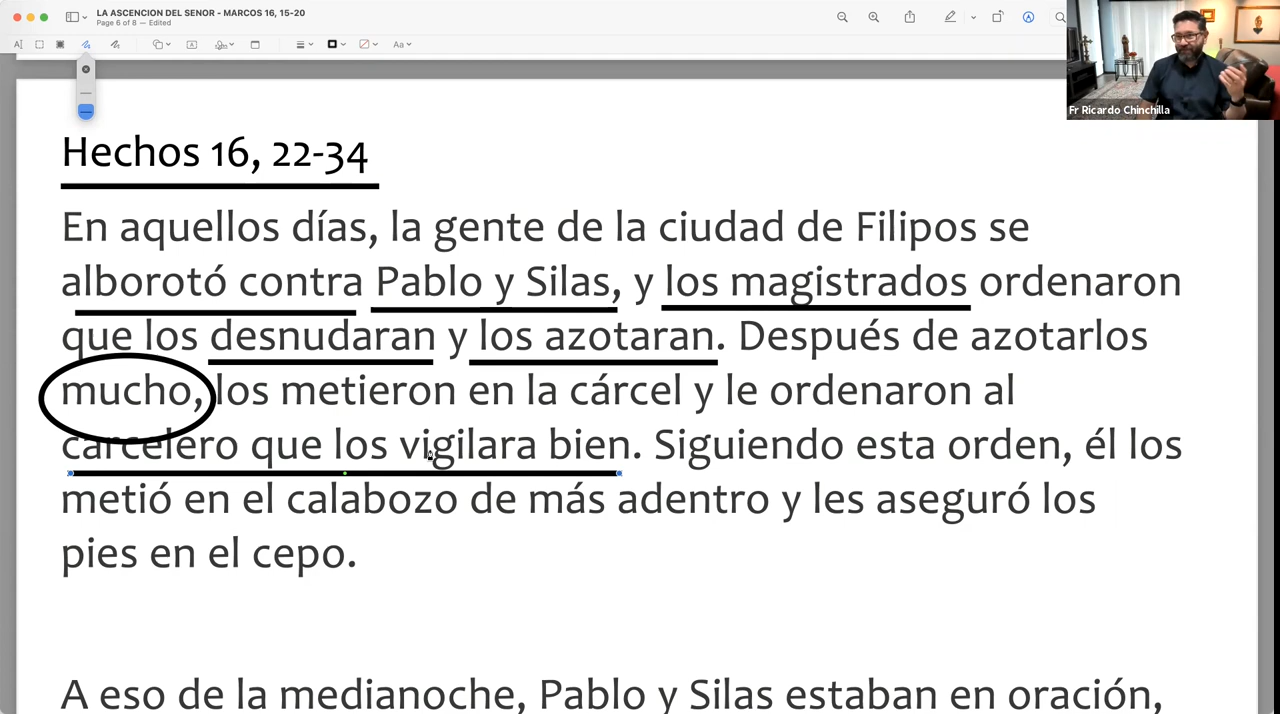 LA ASCENCION DEL SENOR - MARCOS 16, 15-20
Page 6 of 8 — Edited
Aa
Fr Ricardo Chinchilla
Hechos 16, 22-34
En aquellos días, la gente de la ciudad de Filipos se
alborotó contra Pablo y Silas, y los magistrados ordenaron
que los desnudaran y los azotaran. Después de azotarlos
mucho, los metieron en la cárcel y le ordenaron al
carcelero que los vigilara bien. Siguiendo esta orden, él los
metió en el calabozo de más adentro y les aseguró los
pies en el cepo.
A eso de la medianoche, Pablo y Silas estaban en oración,